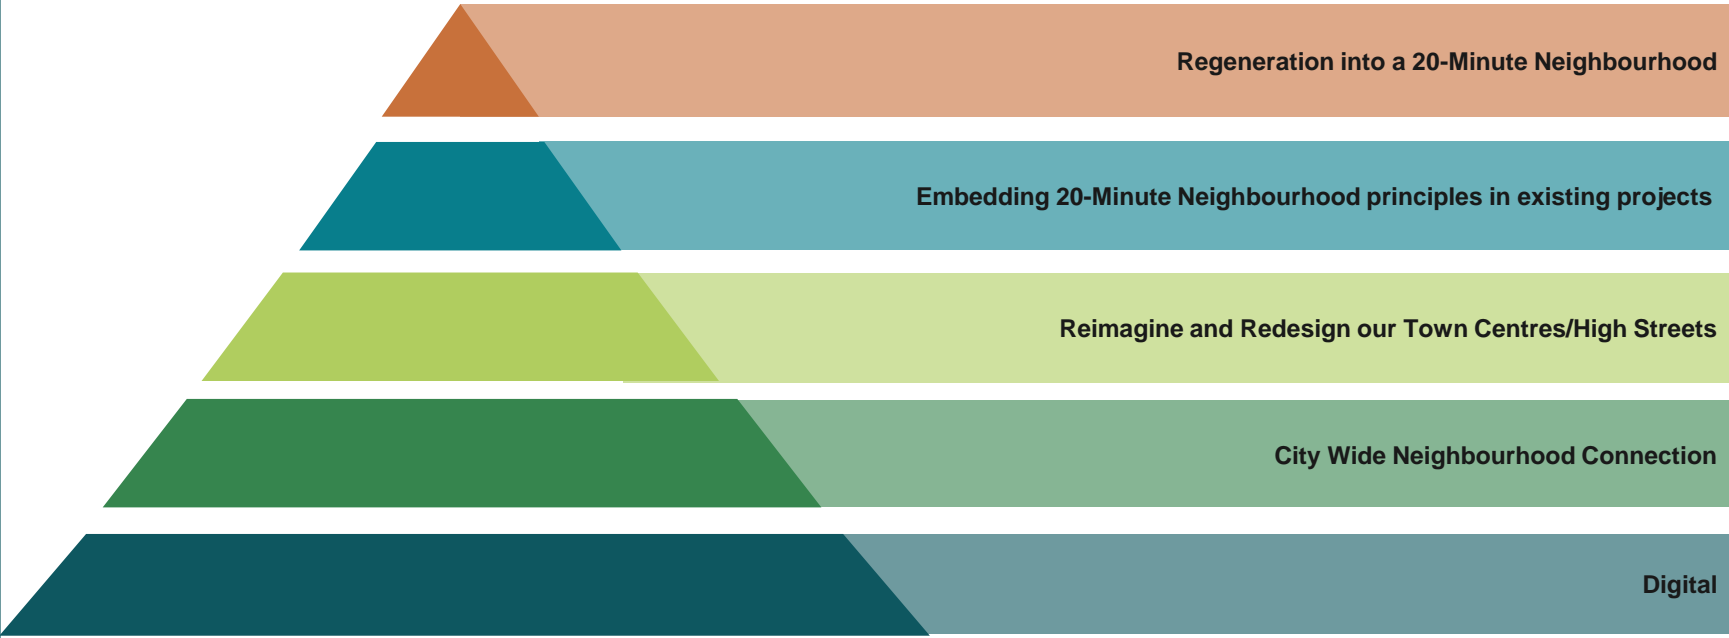 Regeneration into a 20-Minute Neighbourhood
Embedding 20-Minute Neighbourhood principles in existing projects
Reimagine and Redesign our Town Centres/High Streets
City Wide Neighbourhood Connection
Digital